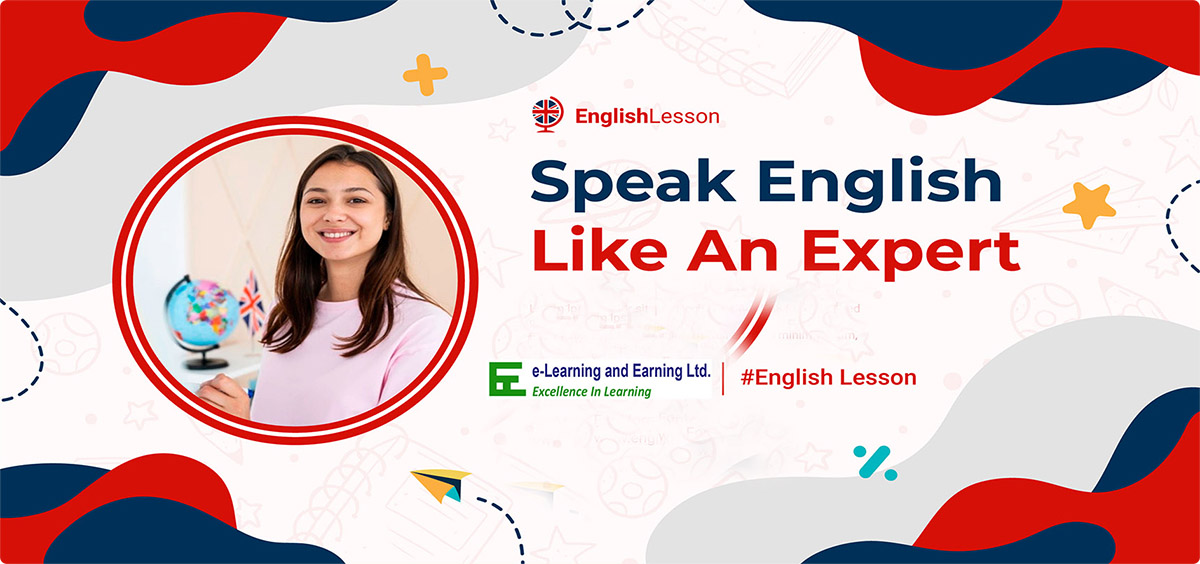 EnglishLesson
Speak English
Like An Expert
e-Learning and Earning Ltd.
Excellence In Learning
#English Lesson